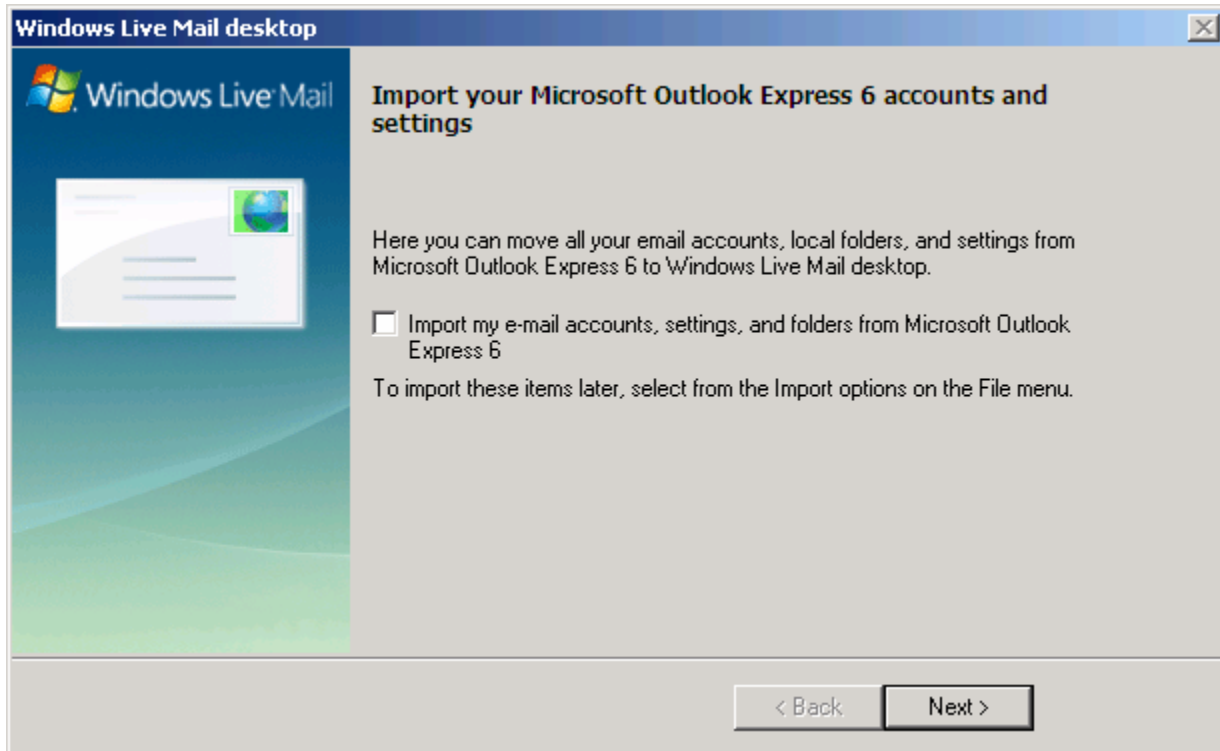 Windows Live Mail desktop
Windows Live Mail
Import your Microsoft Outlook Express 6 accounts and
settings
Here you can move all your email accounts, local folders, and settings from
Microsoft Outlook Express 6 to Windows Live Mail desktop.
Import my e-mail accounts, settings, and folders from Microsoft Outlook
Express 6
To import these items later, select from the Import options on the File menu.
< Back
Next >